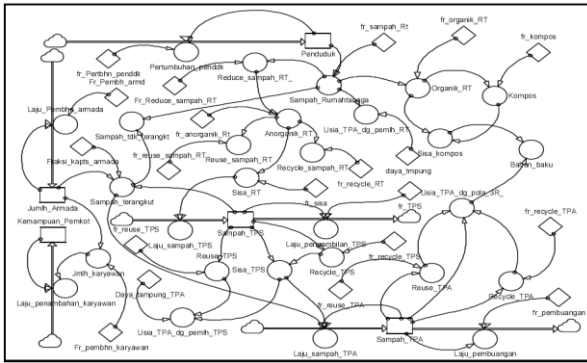 fr_sampah_Rt
fr_organik_RT
fr_kompos
Penduduk
fr_Pertbhn_penddk
Pertumbuhan_penddk
Fr_Pembh_armd
Reduce_sampah_RT_
Fr_Reduce_sampah_RT
Sampah_Rumahtangga
Organik_RT
Kompos
Laju_Pembhn_armada
Sampah_tdk_terangkt
fr_anorganik_Rt
Anorganik_RT
Usia_TPA_dg_pemlh_RT
Sisa_kompos
fr_reuse_sampah_RT
Reuse_sampah_RT
Fraksi_kapts_armada
Recycle_sampah_RT
daya_tmpung
Bahan_baku
Sisa_RT
fr_recycle_RT
Usia_TPA_dg_pola_3R_
Jumlh_Armada
Sampah_terangkut
fr_sisa
fr_TPS
fr_recycle_TPA
Kemampuan_Pemkot
fr_reuse_TPS
Laju_sampah_TPS
Sampah_TPS
Laju_pengambilan_TPS
Jmlh_karyawan
Reuse_TPS
Sisa_TPS
Recycle_TPS
fr_recycle_TPS
Laju_penambahan_karyawan
Daya_tampung_TPA
fr_reuse_TPA
Reuse_TPA
Recycle_TPA
fr_pembuangan
Fr_pembhn_karyawan
Usia_TPA_dg_pemlh_TPS
Sampah_TPA
Laju_sampah_TPA
Laju_pembuangan